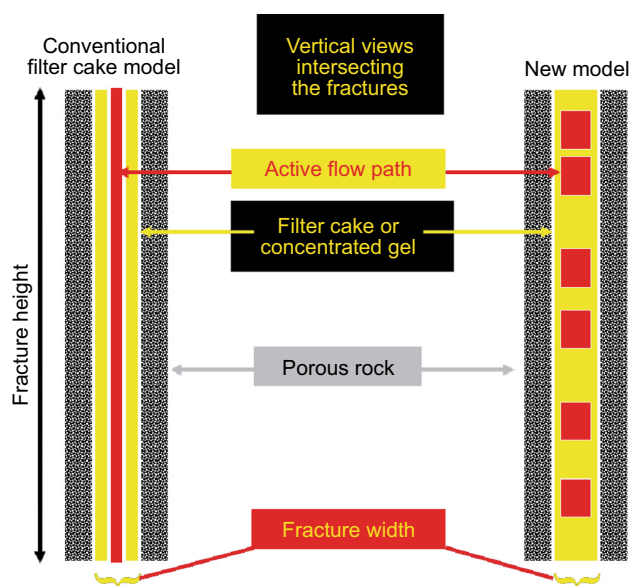 Conventional
filter cake model
Vertical views
intersecting
the fractures
New model
Active flow path
Filter cake or
concentrated gel
Fracture height
Porous rock
Fracture width